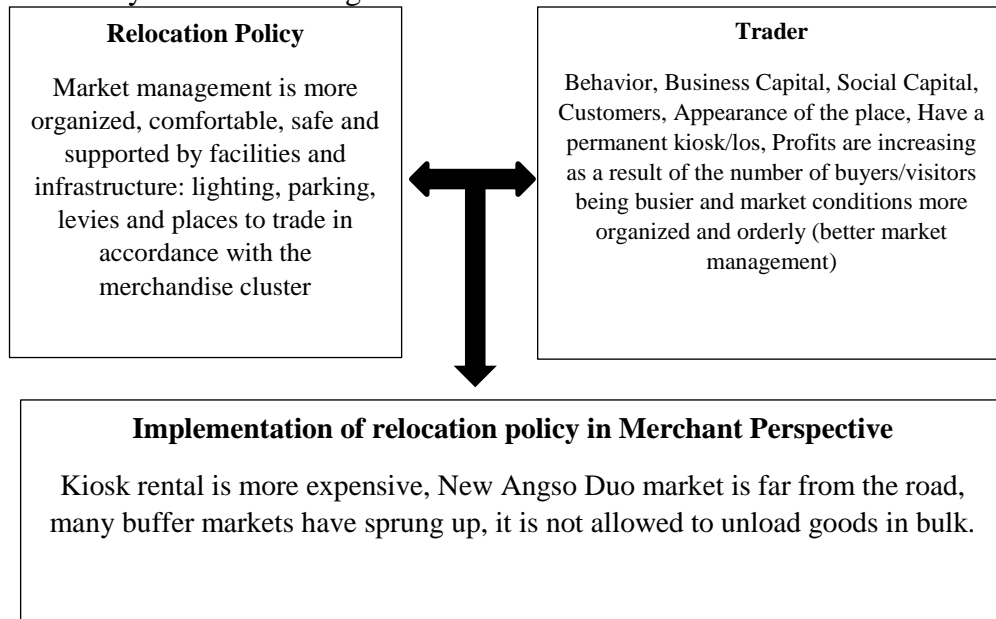 Relocation Policy
Market management is more
organized, comfortable, safe and
supported by facilities and
infrastructure: lighting, parking,
levies and places to trade in
accordance with the
merchandise cluster
Trader
Behavior, Business Capital, Social Capital,
Customers, Appearance of the place, Have a
permanent kiosk/los, Profits are increasing
as a result of the number of buyers/visitors
being busier and market conditions more
organized and orderly (better market
management)
Implementation of relocation policy in Merchant Perspective
Kiosk rental is more expensive, New Angso Duo market is far from the road,
many buffer markets have sprung up, it is not allowed to unload goods in bulk.